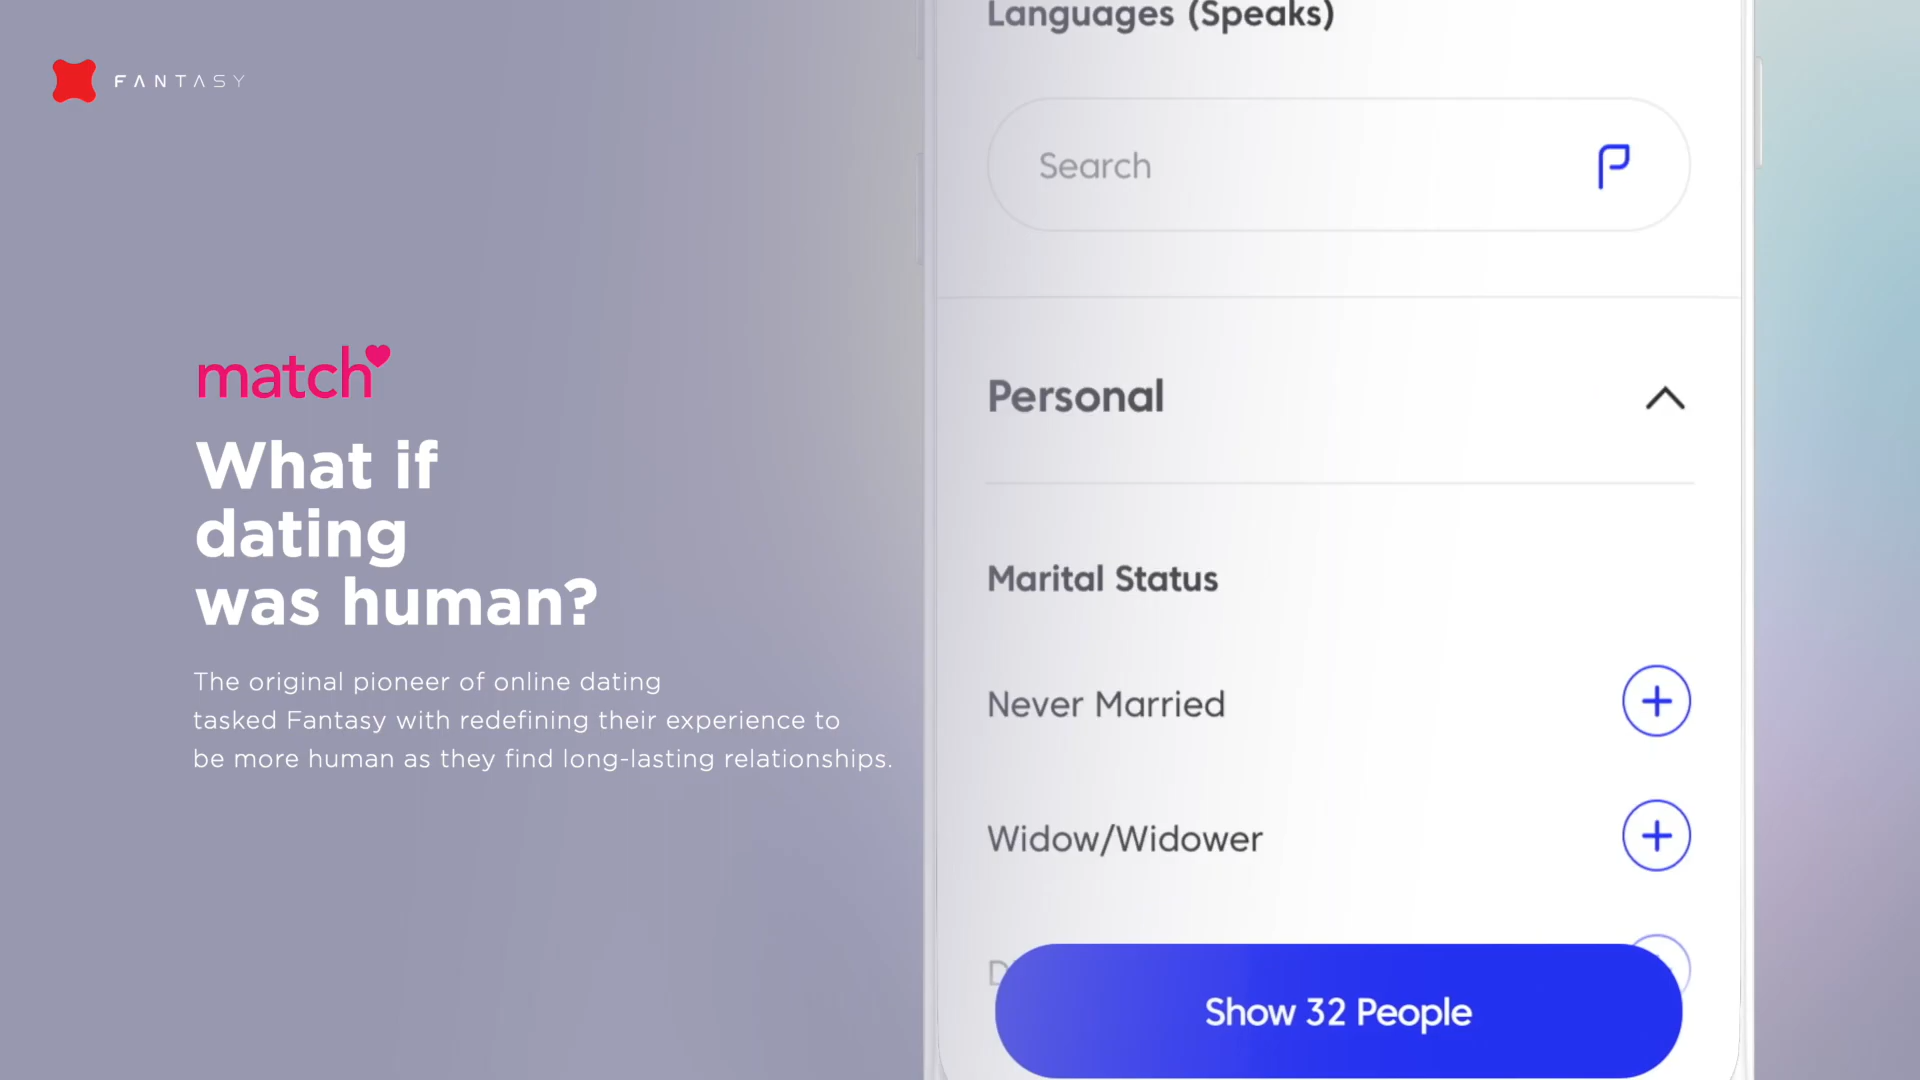 FANTASY
match
What if
dating
was human?
The original pioneer of online dating
tasked Fantasy with redefining their experience to
be more human as they find long-lasting relationships.
Languages (Speaks)
Search
Personal
Marital Status
Never Married
Widow/Widower
Show 32 People